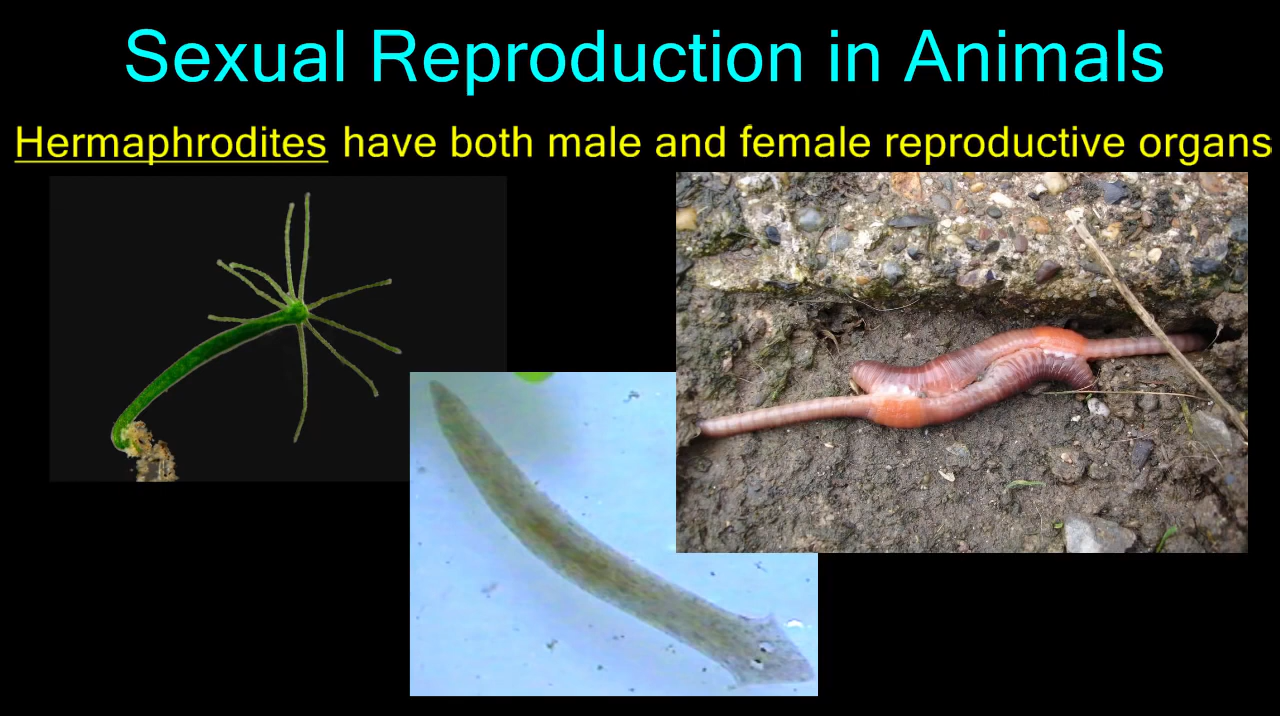 Sexual Reproduction in Animals
Hermaphrodites have both male and female reproductive organs